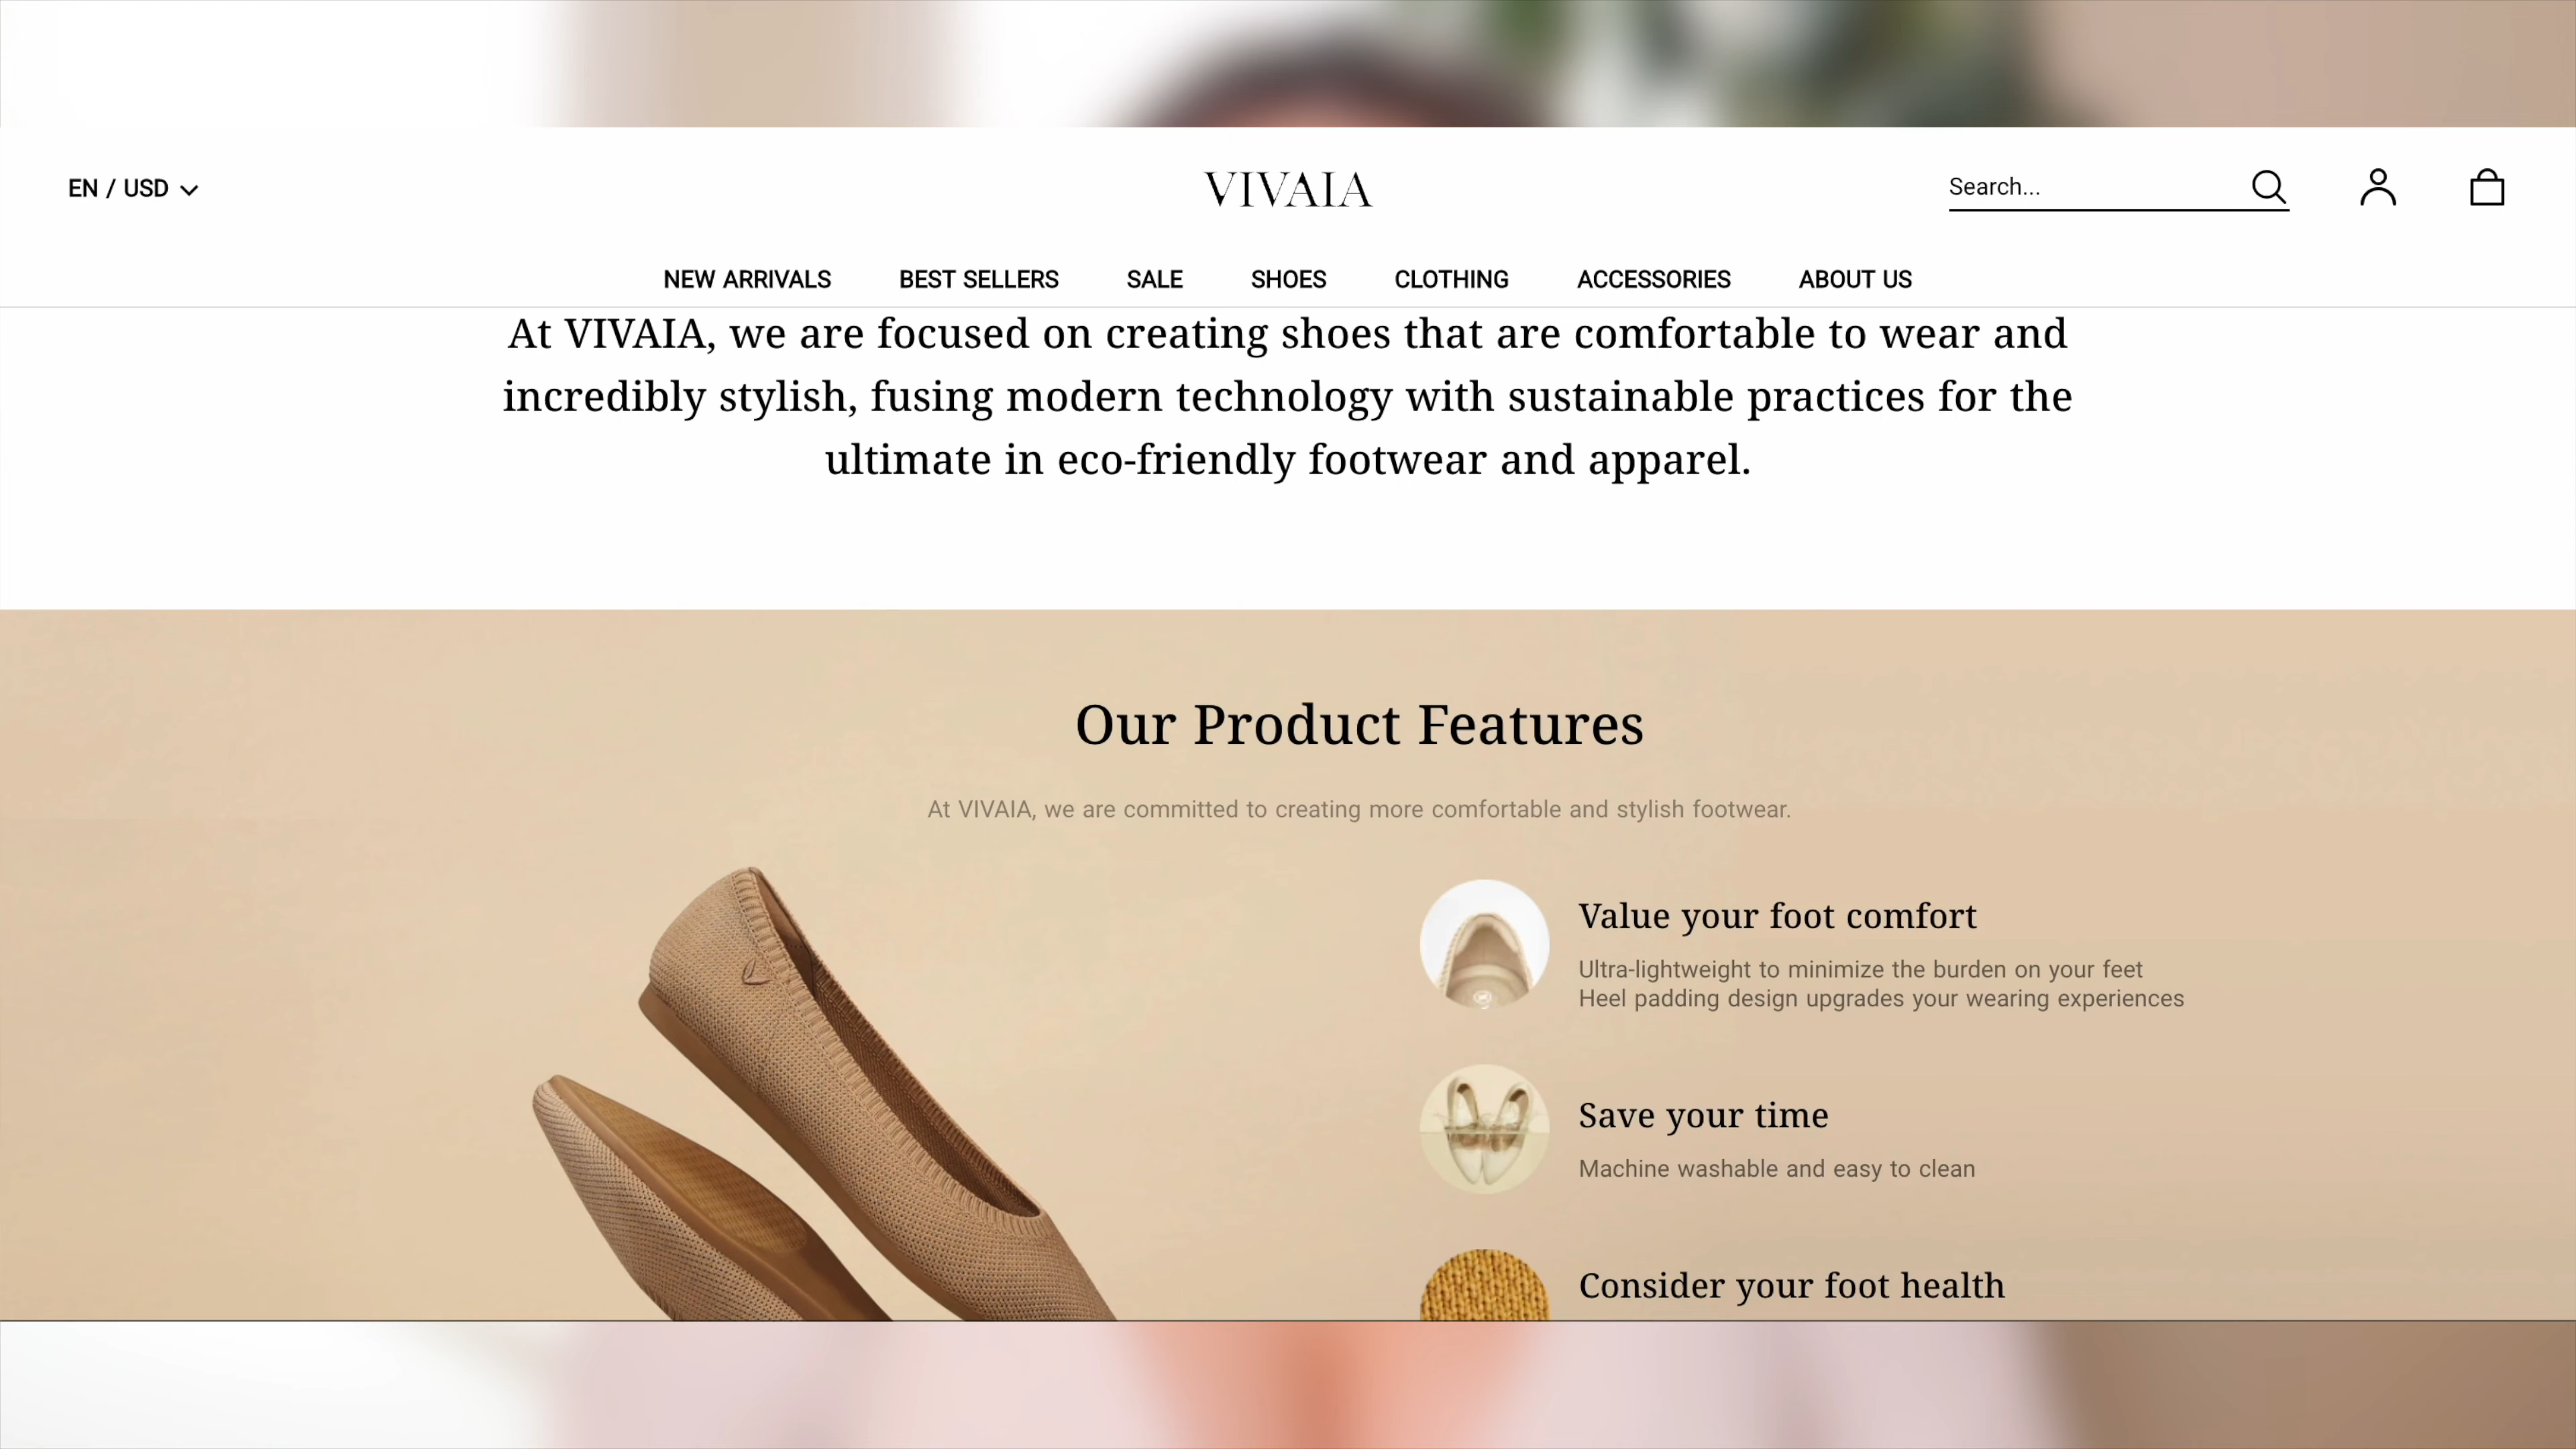 EN / USD
VIVAIA
Search...
NEW ARRIVALS BEST SELLERS SALE SHOES CLOTHING ACCESSORIES ABOUT US
At VIVAIA, we are focused on creating shoes that are comfortable to wear and
incredibly stylish, fusing modern technology with sustainable practices for the
ultimate in eco-friendly footwear and apparel.
Our Product Features
At VIVAIA, we are committed to creating more comfortable and stylish footwear.
Value your foot comfort
Ultra-lightweight to minimize the burden on your feet
Heel padding design upgrades your wearing experiences
Save your time
Machine washable and easy to clean
Consider your foot health